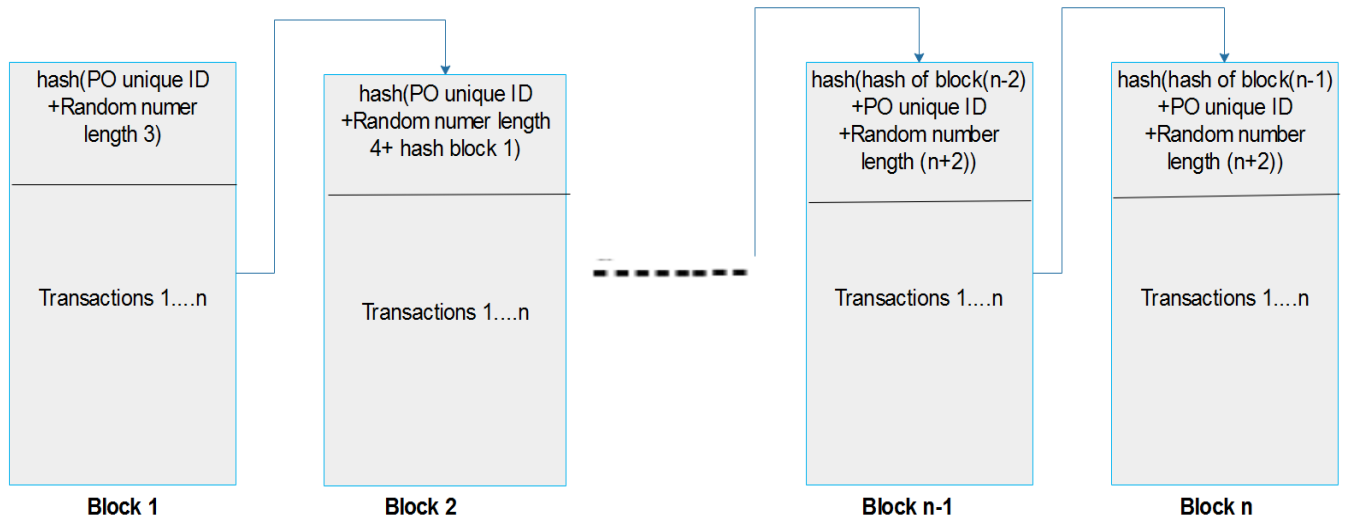 hash(PO unique ID
+Random numer
length 3)
Transactions 1....n
Block 1
hash(PO unique ID
+Random numer length
4+ hash block 1)
Transactions 1....n
Block 2
hash(hash of block(n-2)
+PO unique ID
+Random number
length (n+2))
Transactions 1....n
Block n-1
hash(hash of block(n-1)
+PO unique ID
+Random number
length (n+2))
Transactions 1....n
Block n